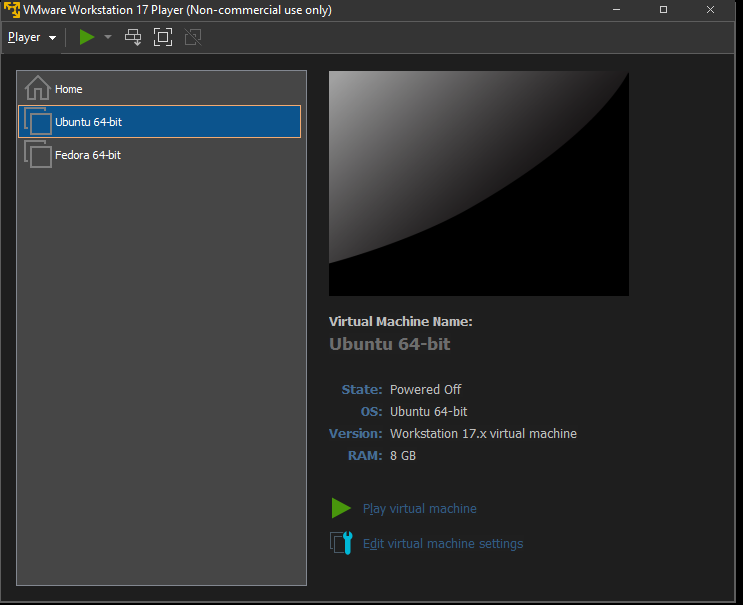 VMware Workstation 17 Player (Non-commercial use only)
Player
Home
Ubuntu 64-bit
Fedora 64-bit
Virtual Machine Name:
Ubuntu 64-bit
State: Powered Off
OS: Ubuntu 64-bit
Version: Workstation 17.x virtual machine
RAM: 8 GB
Play virtual machine
Edit virtual machine settings